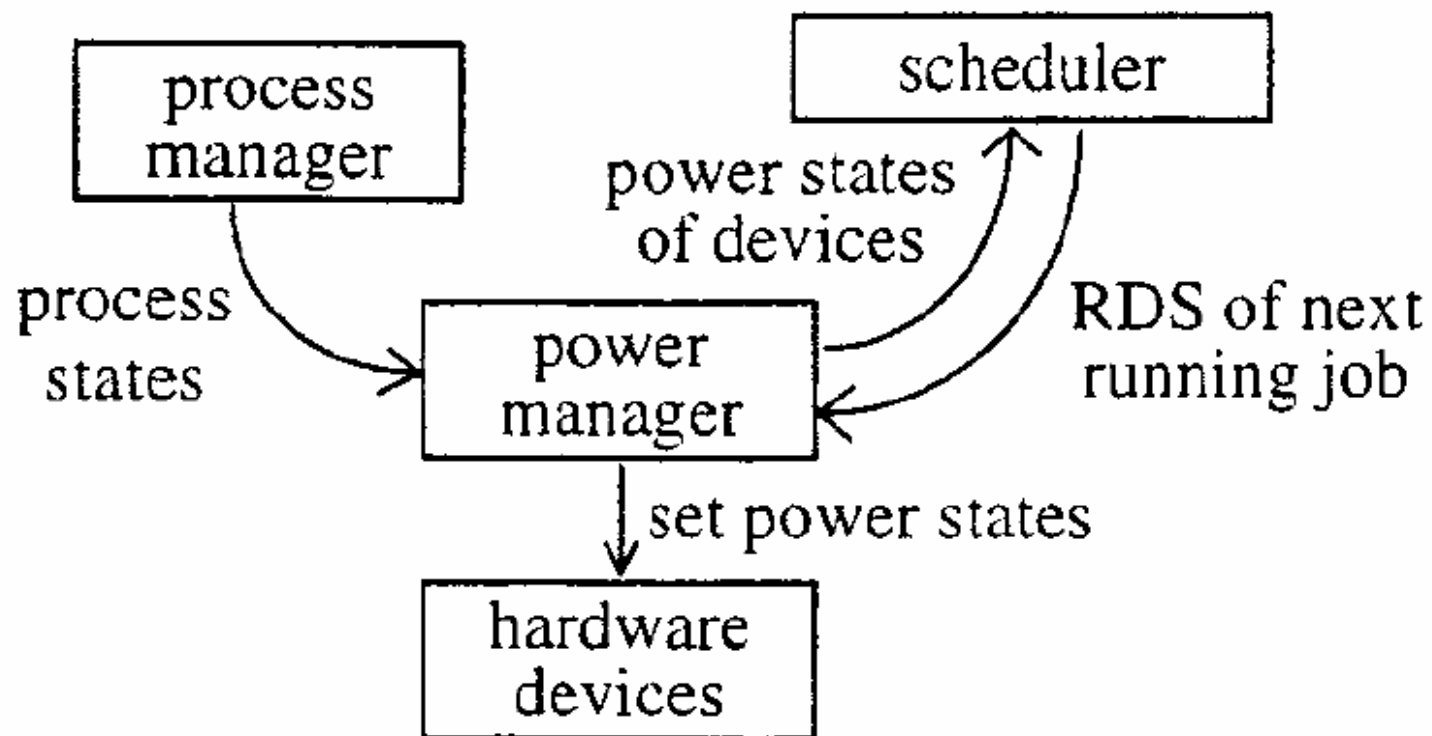 process
manager
scheduler
power states
of devices
process
states
RDS of next
running job
power
manager
set power states
hardware
devices